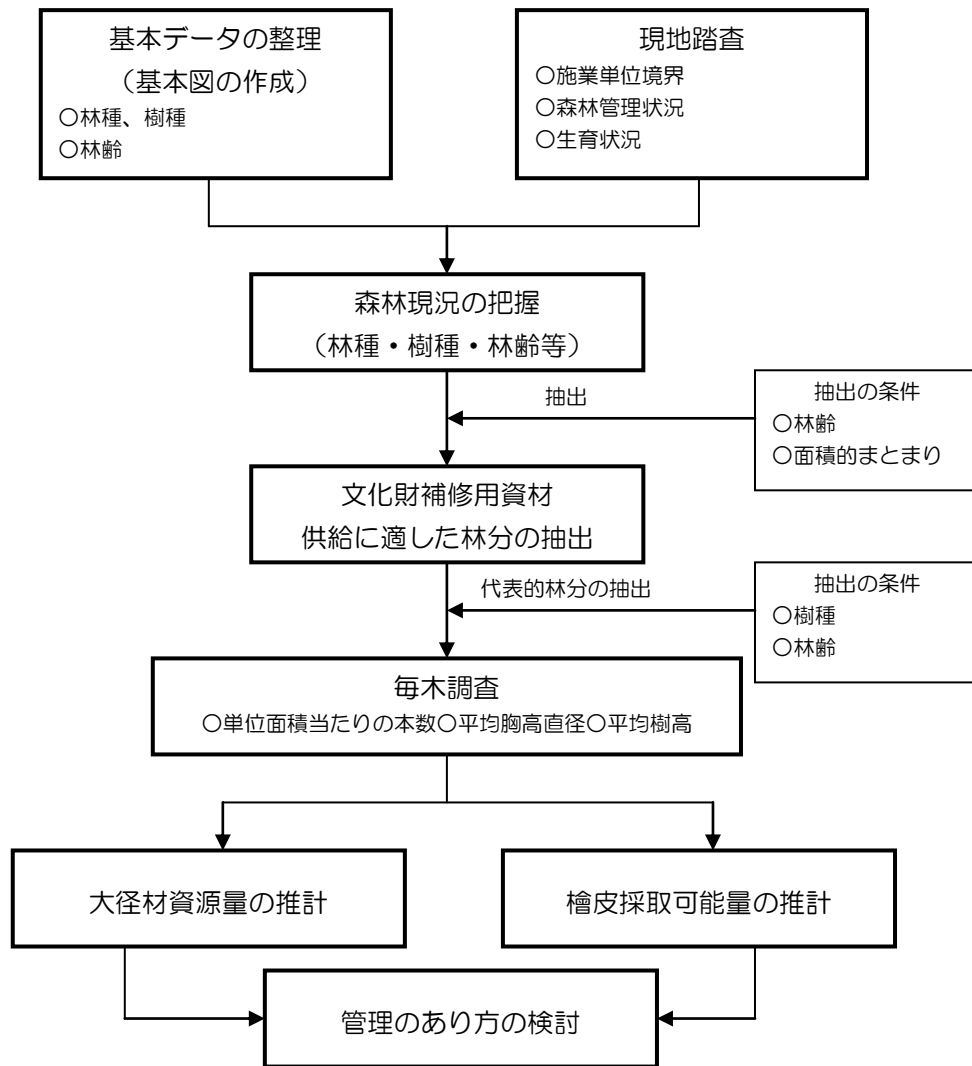 基本データの整理
（基本図の作成）
○林種、樹種
○林齢
現地踏査
○施業単位境界
○森林管理状況
○生育状況
森林現況の把握
（林種・樹種・林齢等）
抽出
抽出の条件
○林齢
○面積的まとまり
文化財補修用資材
供給に適した林分の抽出
代表的林分の抽出
抽出の条件
○樹種
○林齢
毎木調査
○単位面積当たりの本数○平均胸高直径○平均樹高
大径材資源量の推計
檜皮採取可能量の推計
管理のあり方の検討